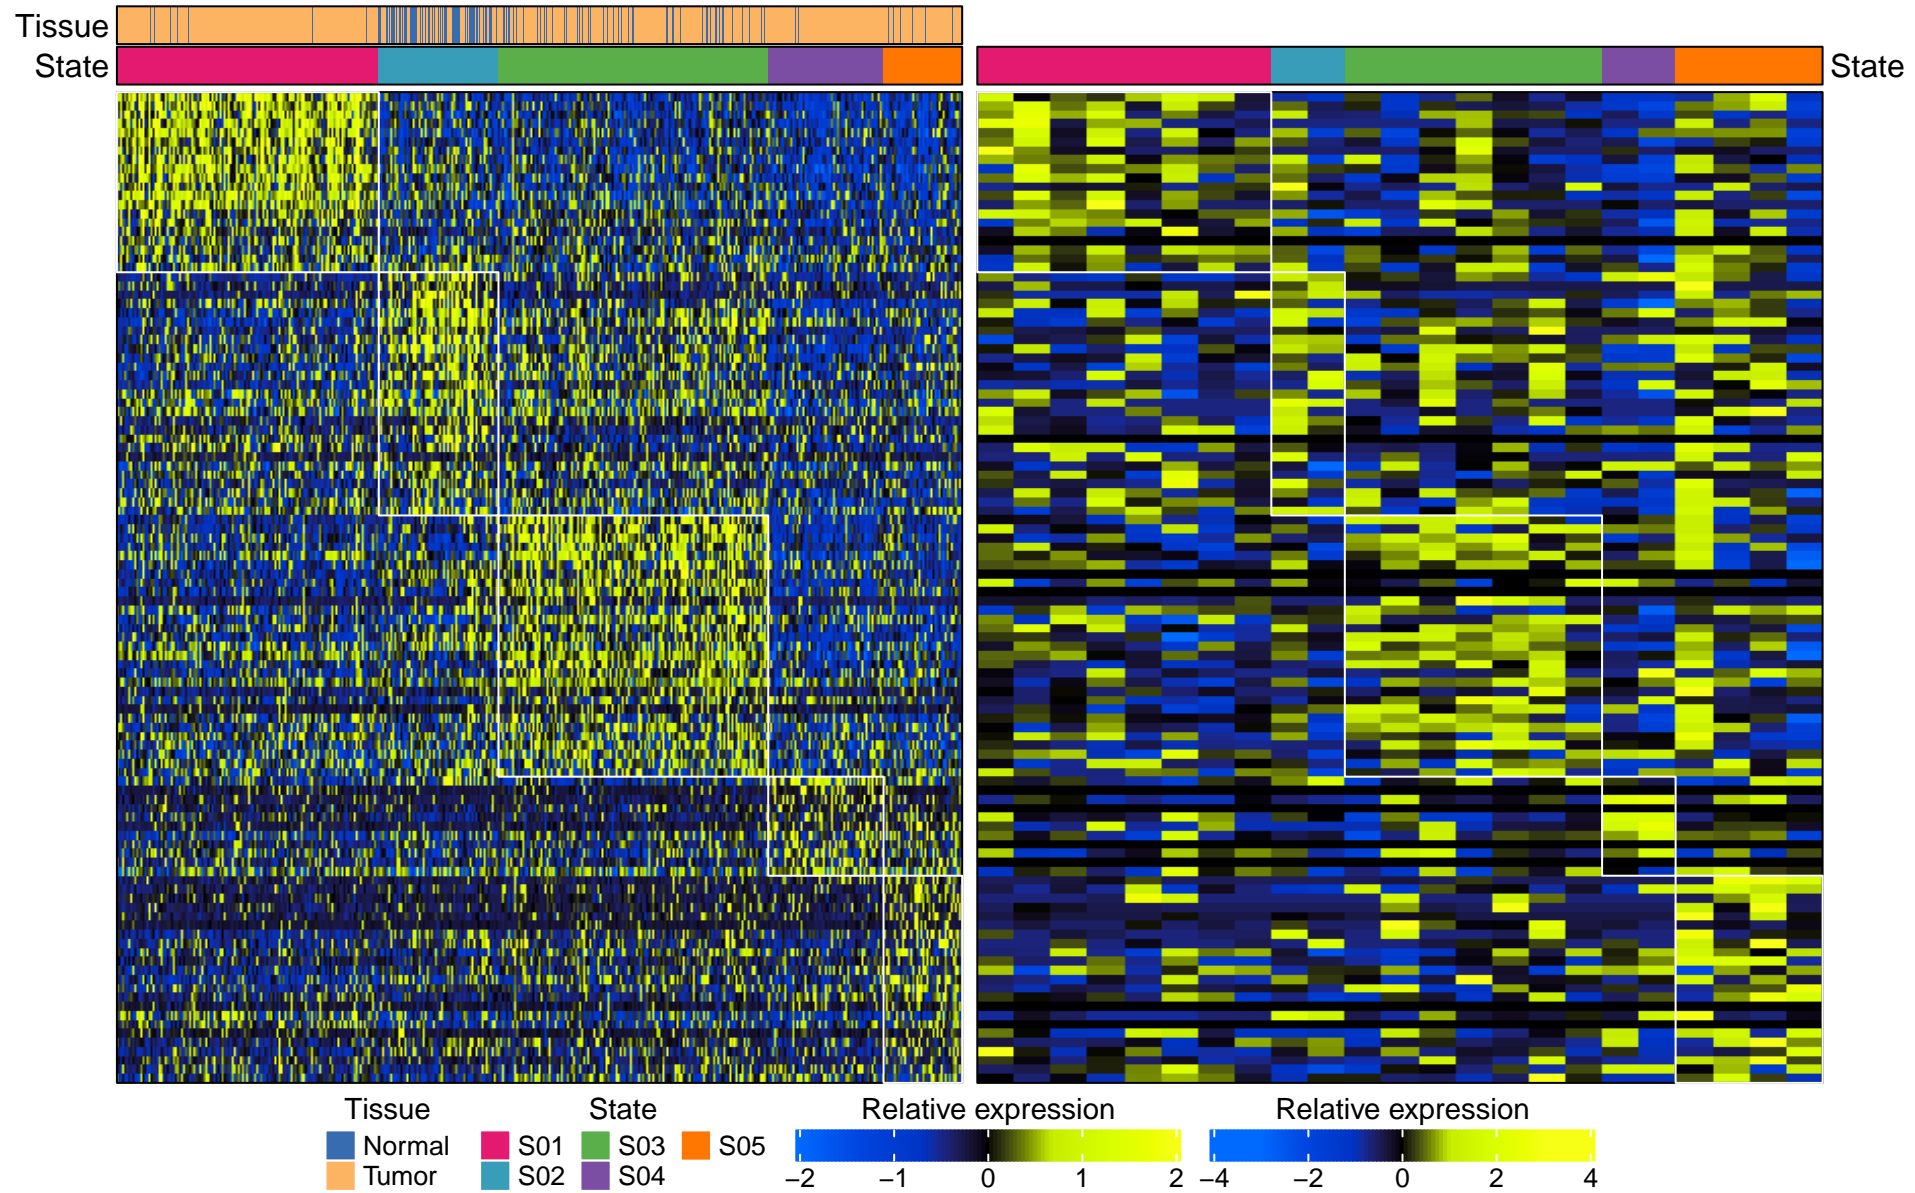 Tissue
State
State
Tissue State Relative expression Relative expression
Normal S01 S03 S05
Tumor S02 S04
−2 −1 0 1 2 −4 −2 0 2 4